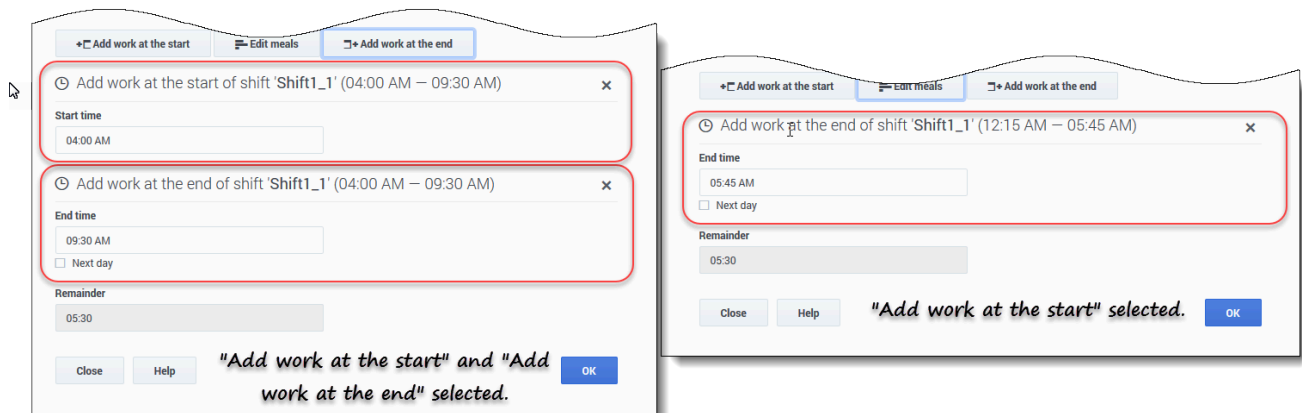 Add work at the start
Edit meals
Add work at the end
Add work at the start of shift 'Shift1_1' (04:00 AM — 09:30 AM)
Start time
04:00 AM
Add work at the end of shift 'Shift1_1' (04:00 AM — 09:30 AM)
End time
09:30 AM
Next day
Remainder
05:30
Close
Help
"Add work at the start" and "Add
work at the end" selected.
OK
Add work at the start
Edit meals
Add work at the end
Add work at the end of shift 'Shift1_1' (12:15 AM — 05:45 AM)
End time
05:45 AM
Next day
Remainder
05:30
Close
Help
"Add work at the start" selected.
OK